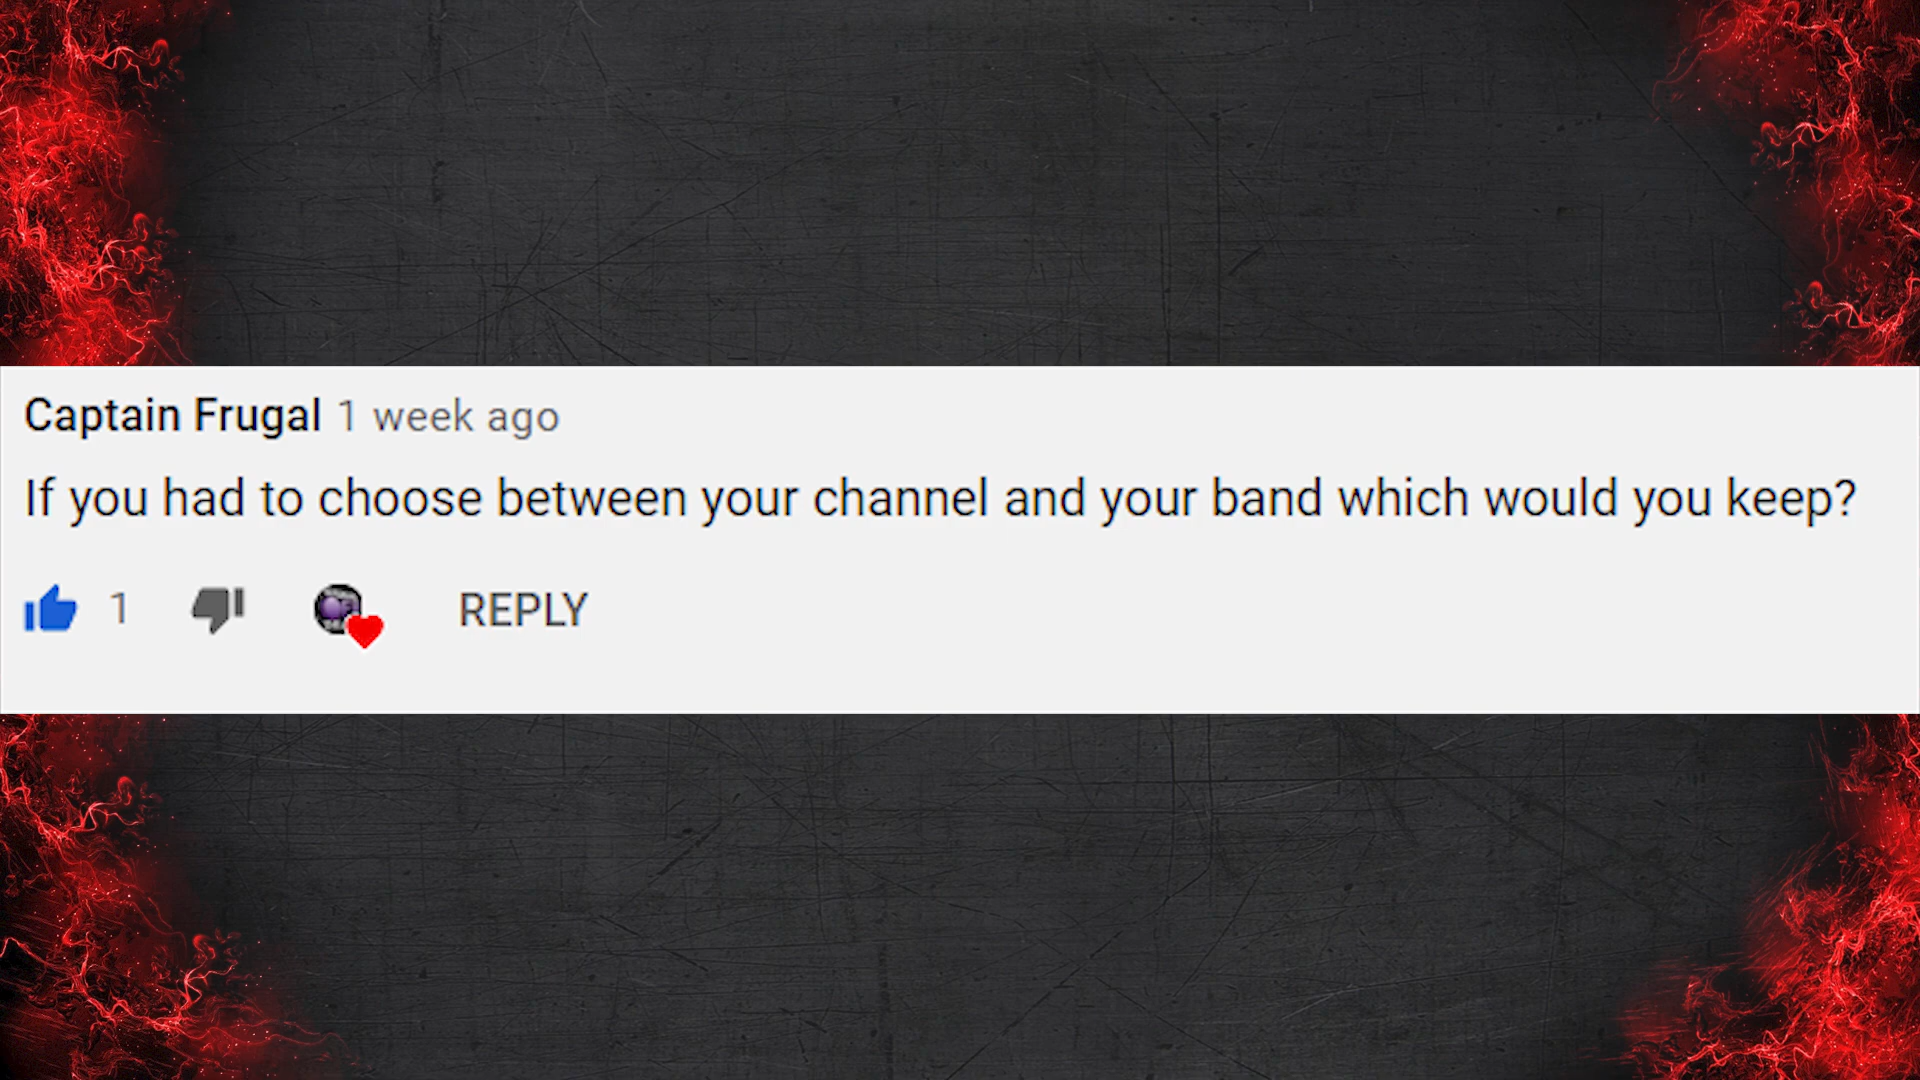 Captain Frugal 1 week ago
If you had to choose between your channel and your band which would you keep?
1 REPLY